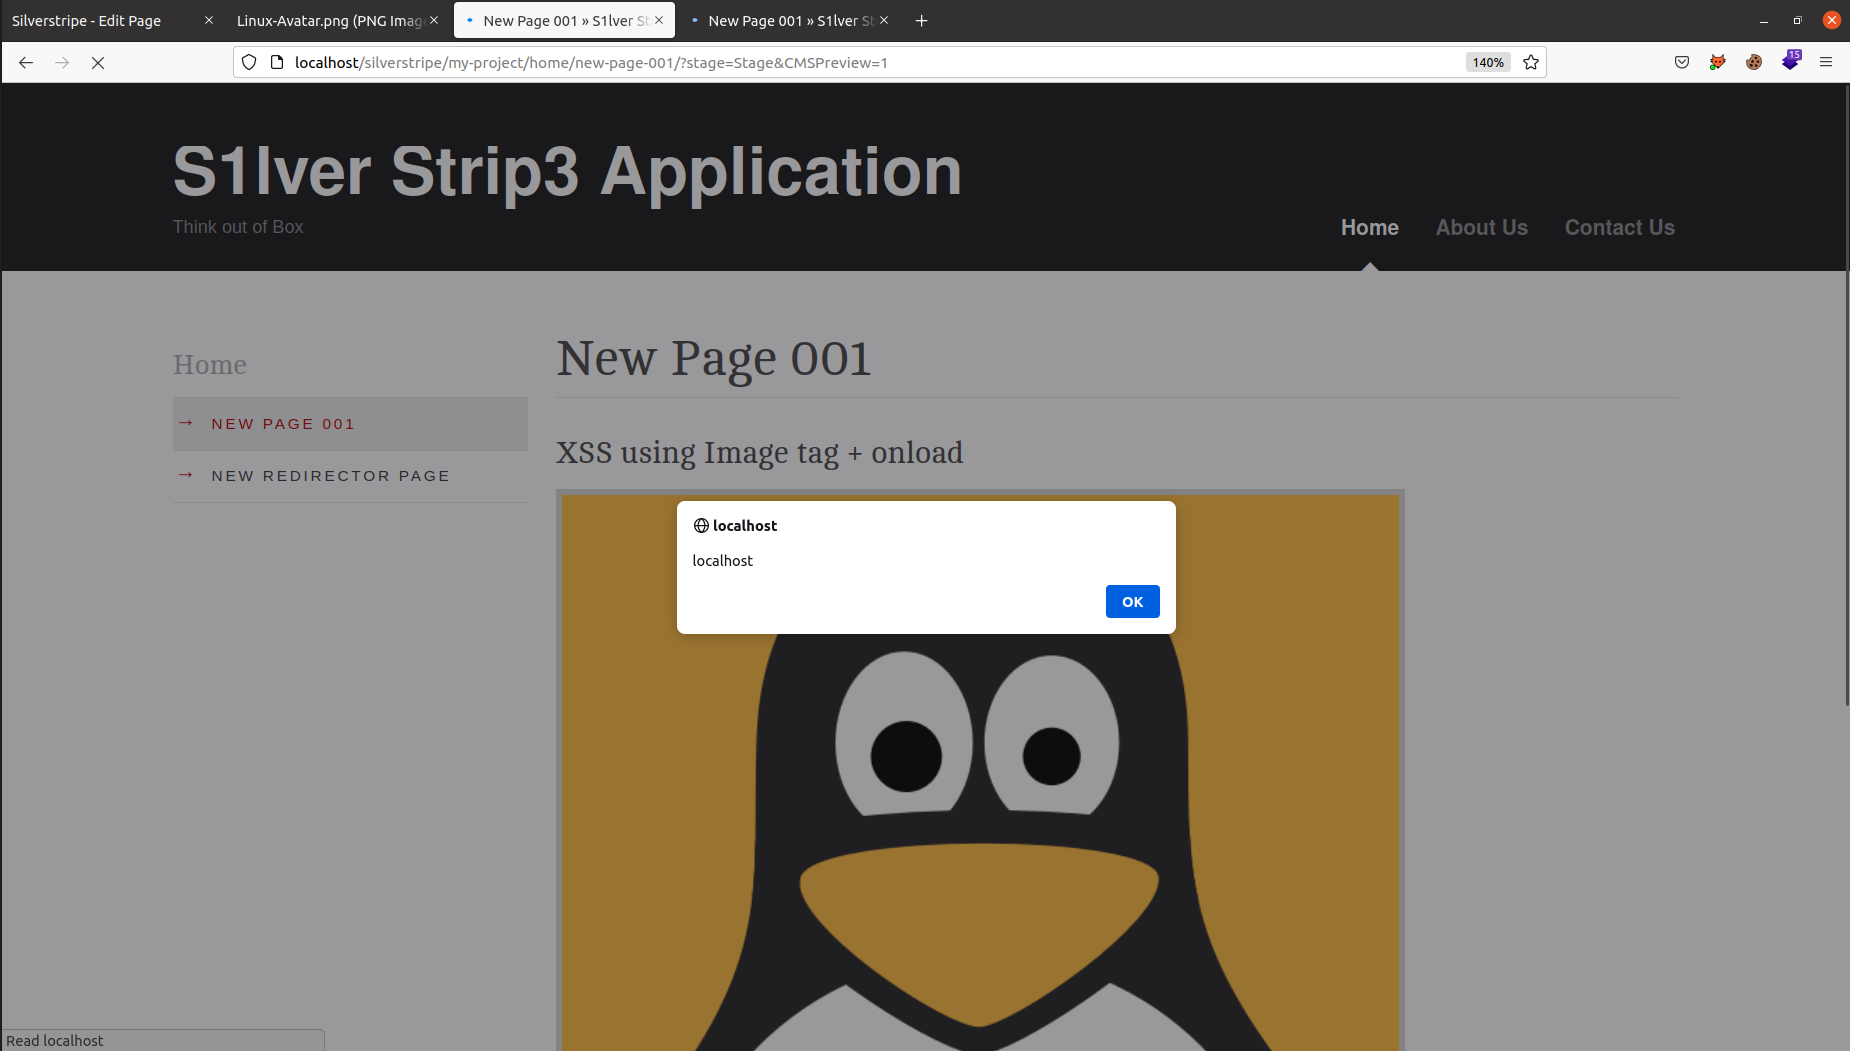 Silverstripe - Edit Page
Linux-Avatar.png (PNG Imag
New Page 001 » S1lver St
New Page 001 » S1lver St
localhost/silverstripe/my-project/home/new-page-001/?stage=Stage&CMSPreview=1
140%
15
S1lver Strip3 Application
Think out of Box
Home
About Us
Contact Us
Home
New Page 001
NEW PAGE 001
NEW REDIRECTOR PAGE
XSS using Image tag + onload
localhost
localhost
OK
Read localhost